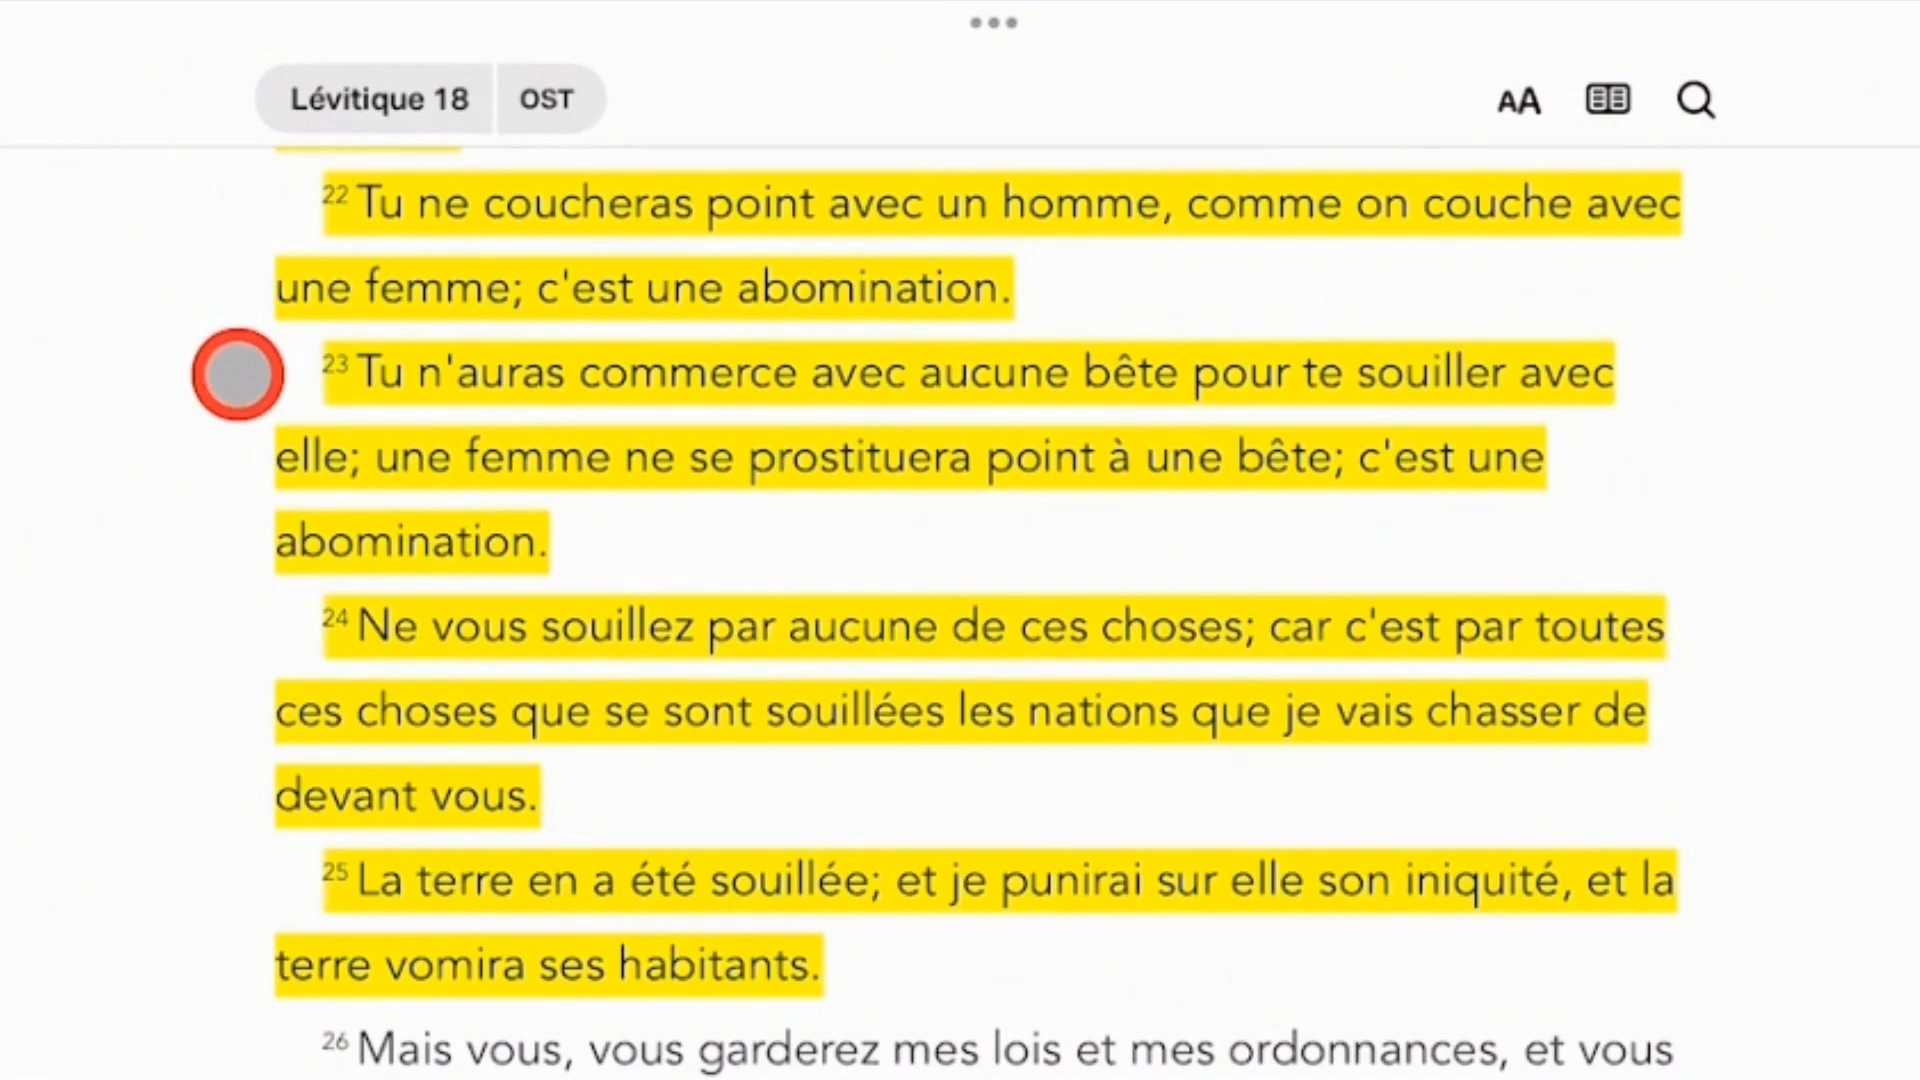 Lévitique 18 OST AA
22 Tu ne coucheras point avec un homme, comme on couche avec
une femme; c'est une abomination.
23 Tu n'auras commerce avec aucune bête pour te souiller avec
elle; une femme ne se prostituera point à une bête; c'est une
abomination.
24 Ne vous souillez par aucune de ces choses; car c'est par toutes
ces choses que se sont souillées les nations que je vais chasser de
devant vous.
25 La terre en a été souillée; et je punirai sur elle son iniquité, et la
terre vomira ses habitants.
26 Mais vous, vous garderez mes lois et mes ordonnances, et vous